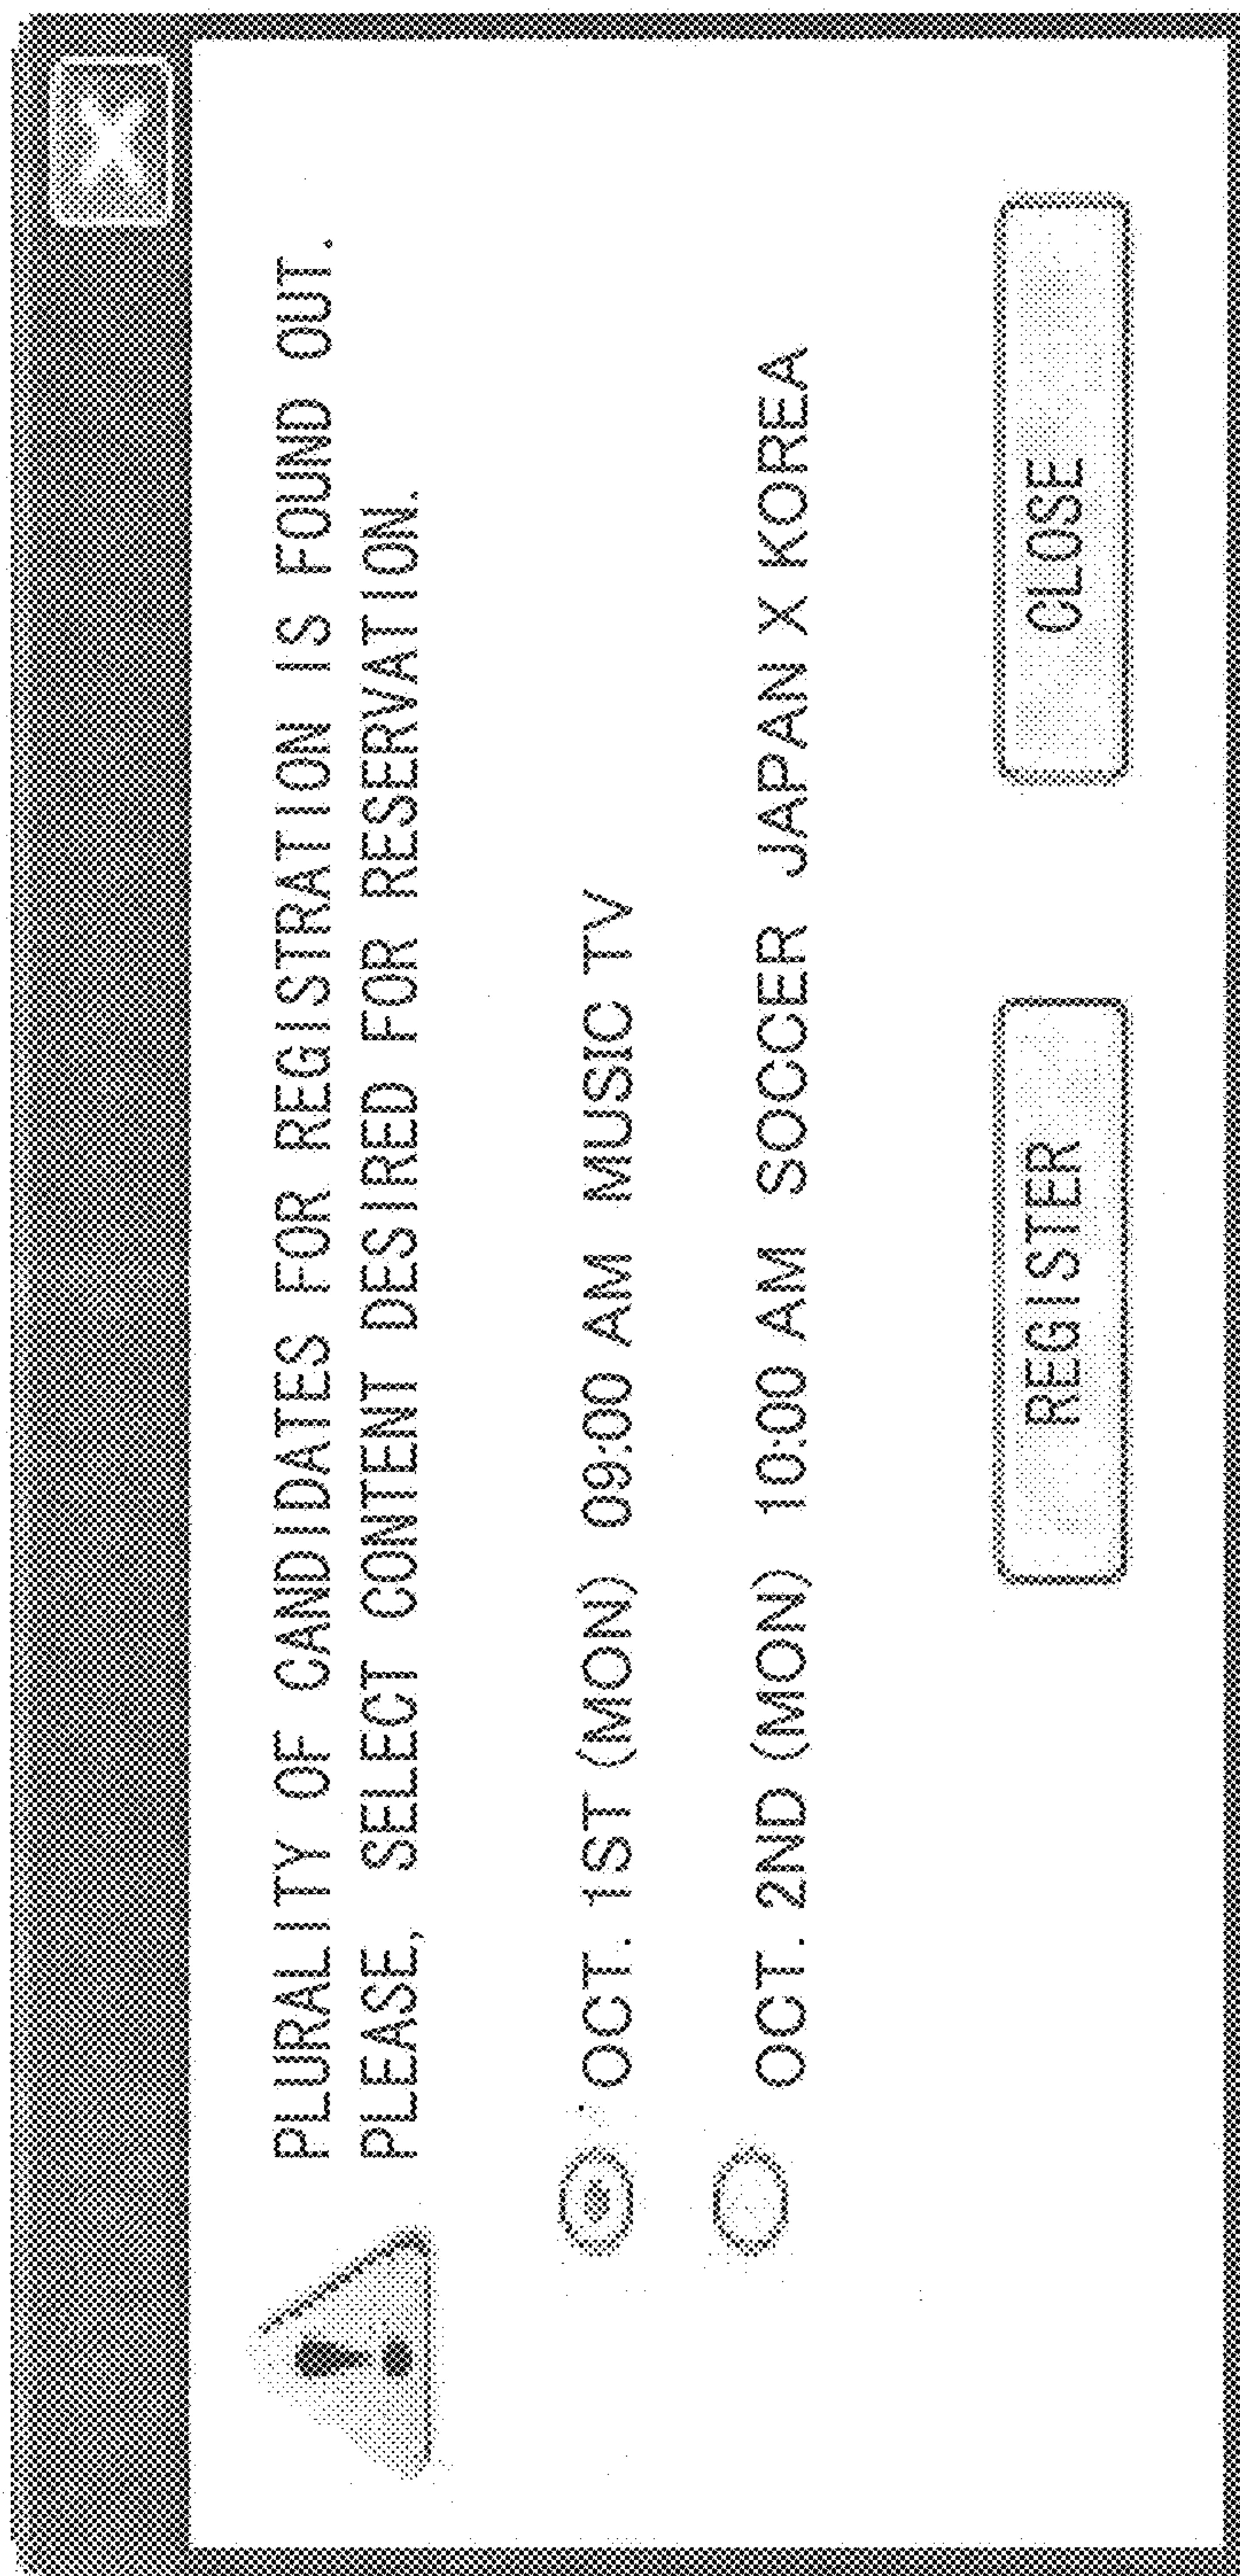 X
PLURALITY OF CANDIDATES FOR REGISTRATION IS FOUND OUT.
PLEASE, SELECT CONTENT DESIRED FOR RESERVATION.
OCT. 1ST (MON) 09:00 AM MUSIC TV
OCT. 2ND (MON) 10:00 AM SOCCER JAPAN X KOREA
REGISTER CLOSE